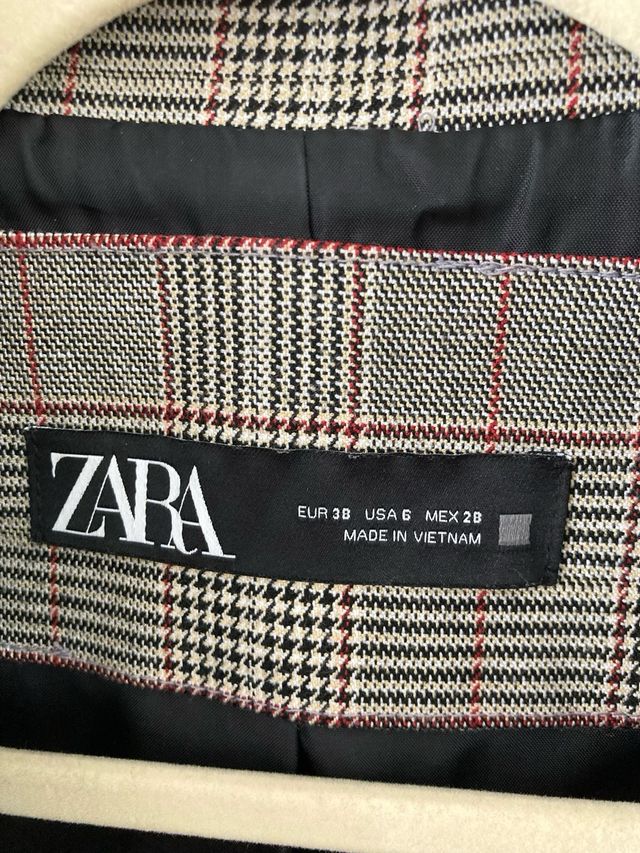 ZARA
EUR 38 USA 6 MEX 28
MADE IN VIETNAM